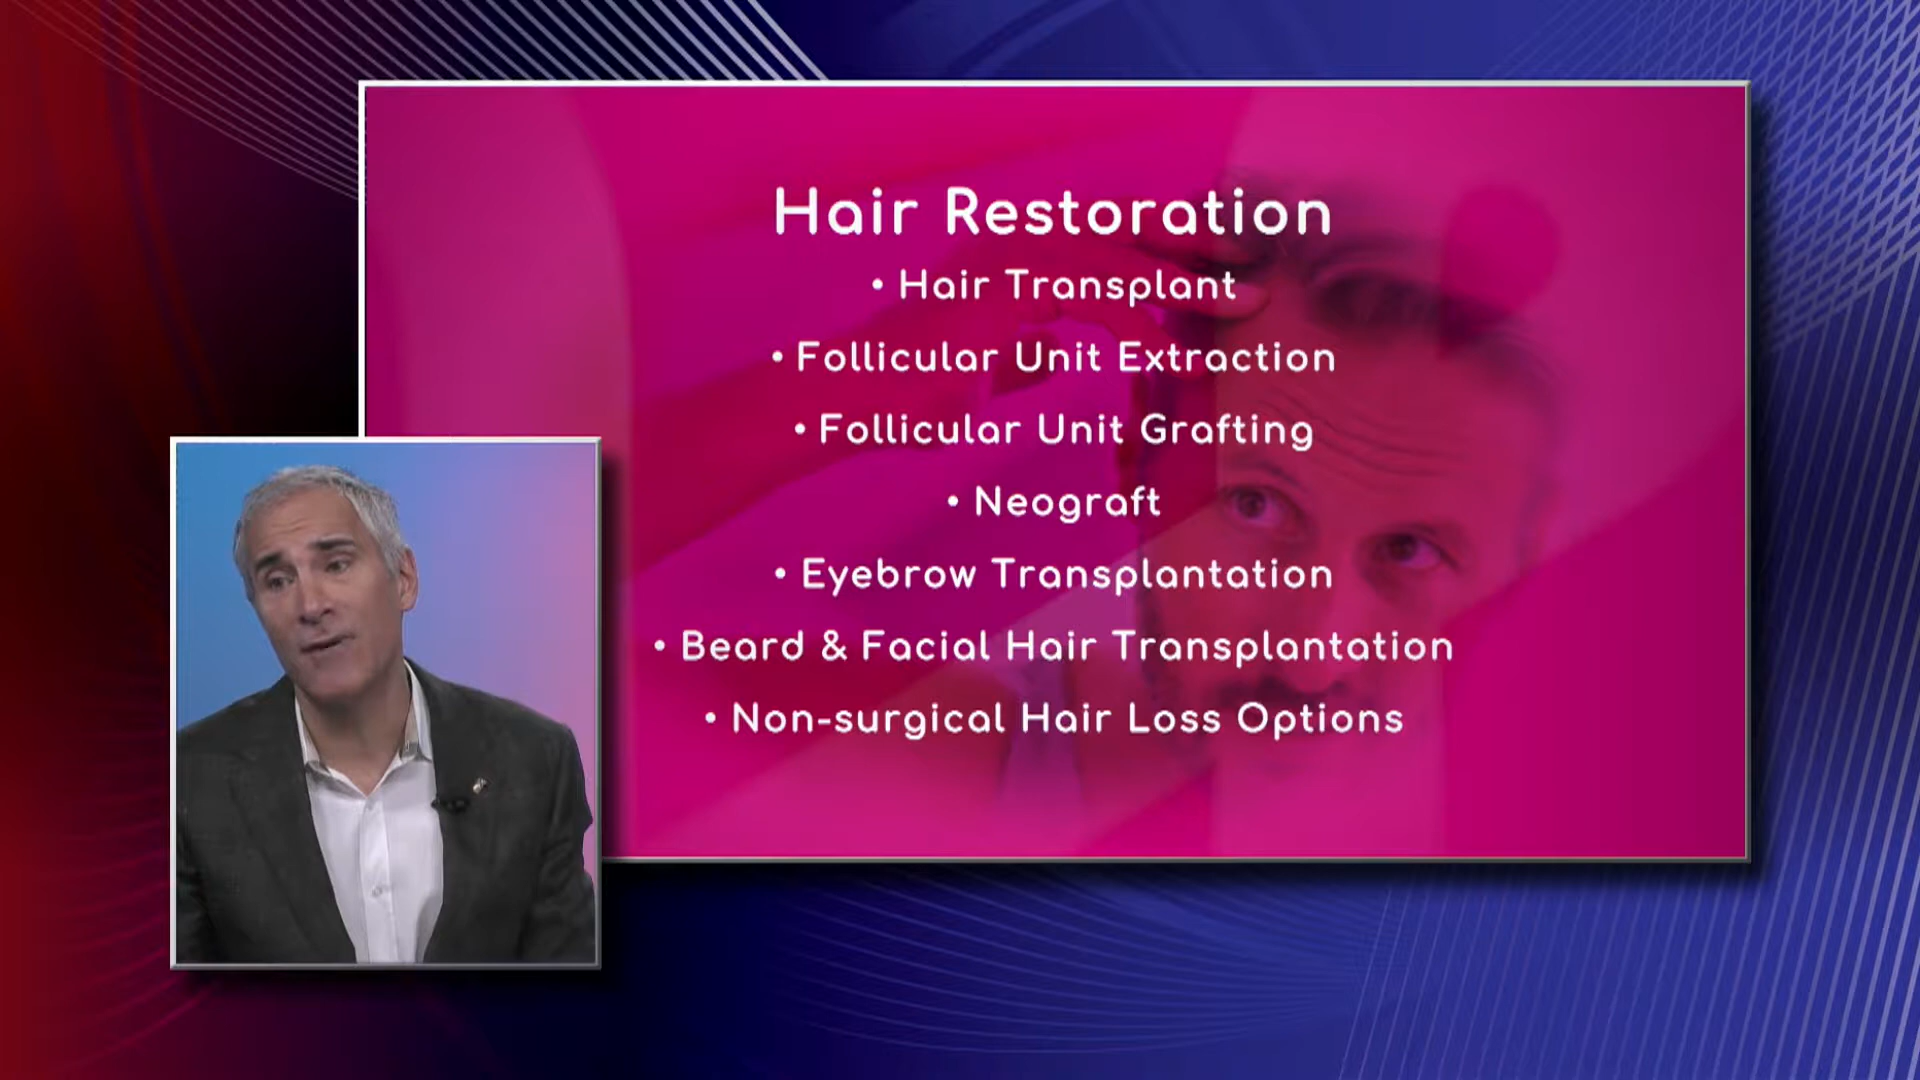 Hair Restoration
• Hair Transplant
• Follicular Unit Extraction
• Follicular Unit Grafting
• Neograft
• Eyebrow Transplantation
• Beard & Facial Hair Transplantation
• Non-surgical Hair Loss Options